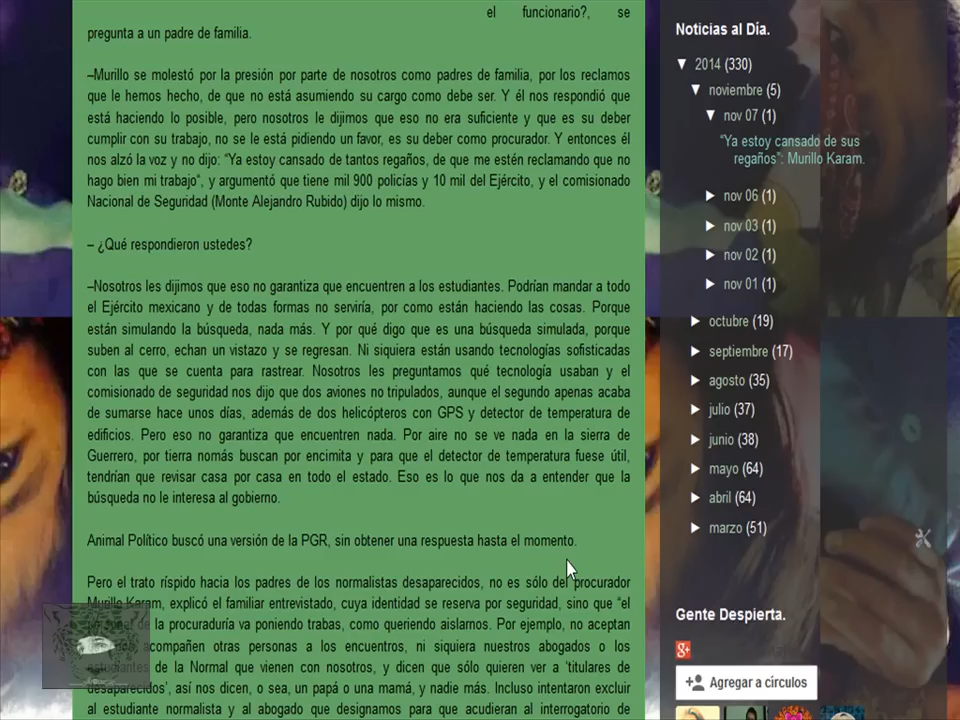 el funcionario?, se
pregunta a un padre de familia.
–Murillo se molestó por la presión por parte de nosotros como padres de familia, por los reclamos
que le hemos hecho, de que no está asumiendo su cargo como debe ser. Y él nos respondió que
está haciendo lo posible, pero nosotros le dijimos que eso no era suficiente y que es su deber
cumplir con su trabajo, no se le está pidiendo un favor, es su deber como procurador. Y entonces él
nos alzó la voz y no dijo: “Ya estoy cansado de tantos regaños, de que me estén reclamando que no
hago bien mi trabajo“, y argumentó que tiene mil 900 policías y 10 mil del Ejército, y el comisionado
Nacional de Seguridad (Monte Alejandro Rubido) dijo lo mismo.
– ¿Qué respondieron ustedes?
–Nosotros les dijimos que eso no garantiza que encuentren a los estudiantes. Podrían mandar a todo
el Ejército mexicano y de todas formas no serviría, por como están haciendo las cosas. Porque
están simulando la búsqueda, nada más. Y por qué digo que es una búsqueda simulada, porque
suben al cerro, echan un vistazo y se regresan. Ni siquiera están usando tecnologías sofisticadas
con las que se cuenta para rastrear. Nosotros les preguntamos qué tecnología usaban y el
comisionado de seguridad nos dijo que dos aviones no tripulados, aunque el segundo apenas acaba
de sumarse hace unos días, además de dos helicópteros con GPS y detector de temperatura de
edificios. Pero eso no garantiza que encuentren nada. Por aire no se ve nada en la sierra de
Guerrero, por tierra nomás buscan por encimita y para que el detector de temperatura fuese útil,
tendrían que revisar casa por casa en todo el estado. Eso es lo que nos da a entender que la
búsqueda no le interesa al gobierno.
Animal Político buscó una versión de la PGR, sin obtener una respuesta hasta el momento.
Pero el trato ríspido hacia los padres de los normalistas desaparecidos, no es sólo del procurador
Murillo Karam, explicó el familiar entrevistado, cuya identidad se reserva por seguridad, sino que “el
de la procuraduría va poniendo trabas, como queriendo aislarnos. Por ejemplo, no aceptan
acompañen otras personas a los encuentros, ni siquiera nuestros abogados o los
estudiantes de la Normal que vienen con nosotros, y dicen que sólo quieren ver a ‘titulares de
desaparecidos’, así nos dicen, o sea, un papá o una mamá, y nadie más. Incluso intentaron excluir
al estudiante normalista y al abogado que designamos para que acudieran al interrogatorio de
Noticias al Día.
▼ 2014 (330)
▼ noviembre (5)
▼ nov 07 (1)
“Ya estoy cansado de sus
regaños”: Murillo Karam.
► nov 06 (1)
► nov 03 (1)
► nov 02 (1)
► nov 01 (1)
► octubre (19)
► septiembre (17)
► agosto (35)
► julio (37)
► junio (38)
► mayo (64)
► abril (64)
► marzo (51)
Gente Despierta.
g+
Agregar a círculos